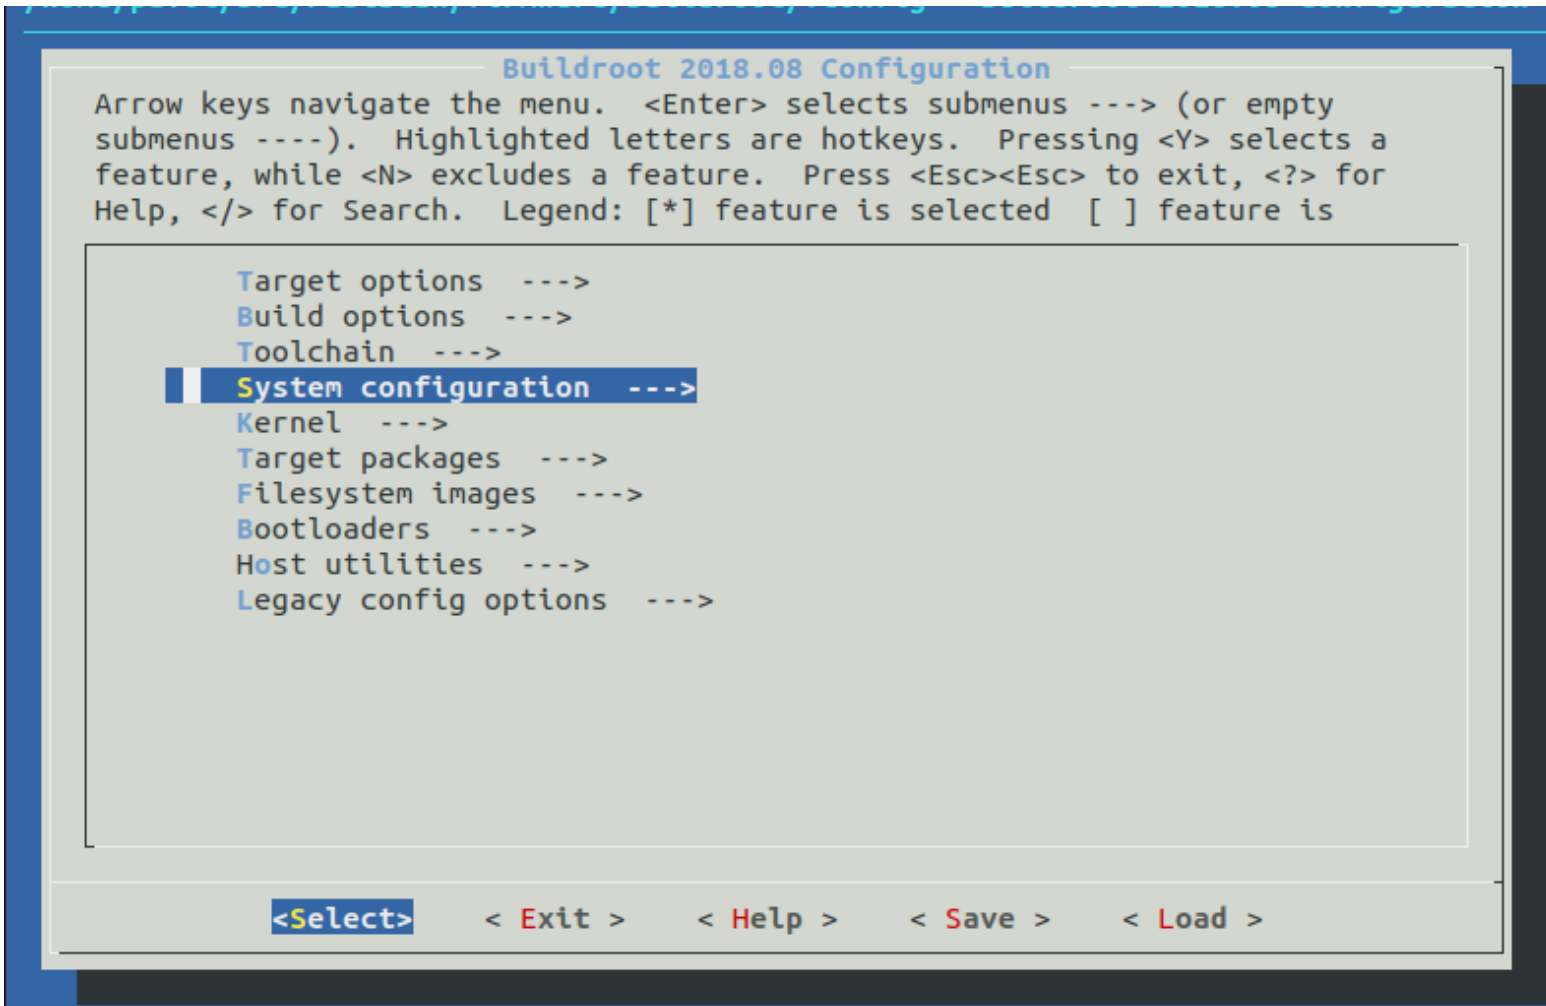 Buildroot 2018.08 Configuration
Arrow keys navigate the menu.  <Enter> selects submenus ---> (or empty
submenus ----).  Highlighted letters are hotkeys.  Pressing <Y> selects a
feature, while <N> excludes a feature.  Press <Esc><Esc> to exit, <?> for
Help, </> for Search.  Legend: [*] feature is selected  [ ] feature is
Target options  --->
Build options  --->
Toolchain  --->
System configuration  --->
Kernel  --->
Target packages  --->
Filesystem images  --->
Bootloaders  --->
Host utilities  --->
Legacy config options  --->
<Select>    < Exit >    < Help >    < Save >    < Load >